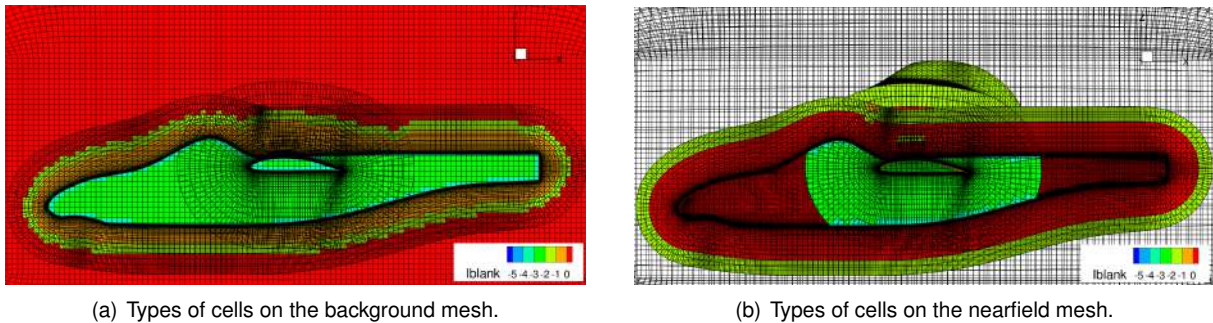 z
x
Iblank -5 -4 -3 -2 -1 0
(a) Types of cells on the background mesh.
z
x
Iblank -5 -4 -3 -2 -1 0
(b) Types of cells on the nearfield mesh.